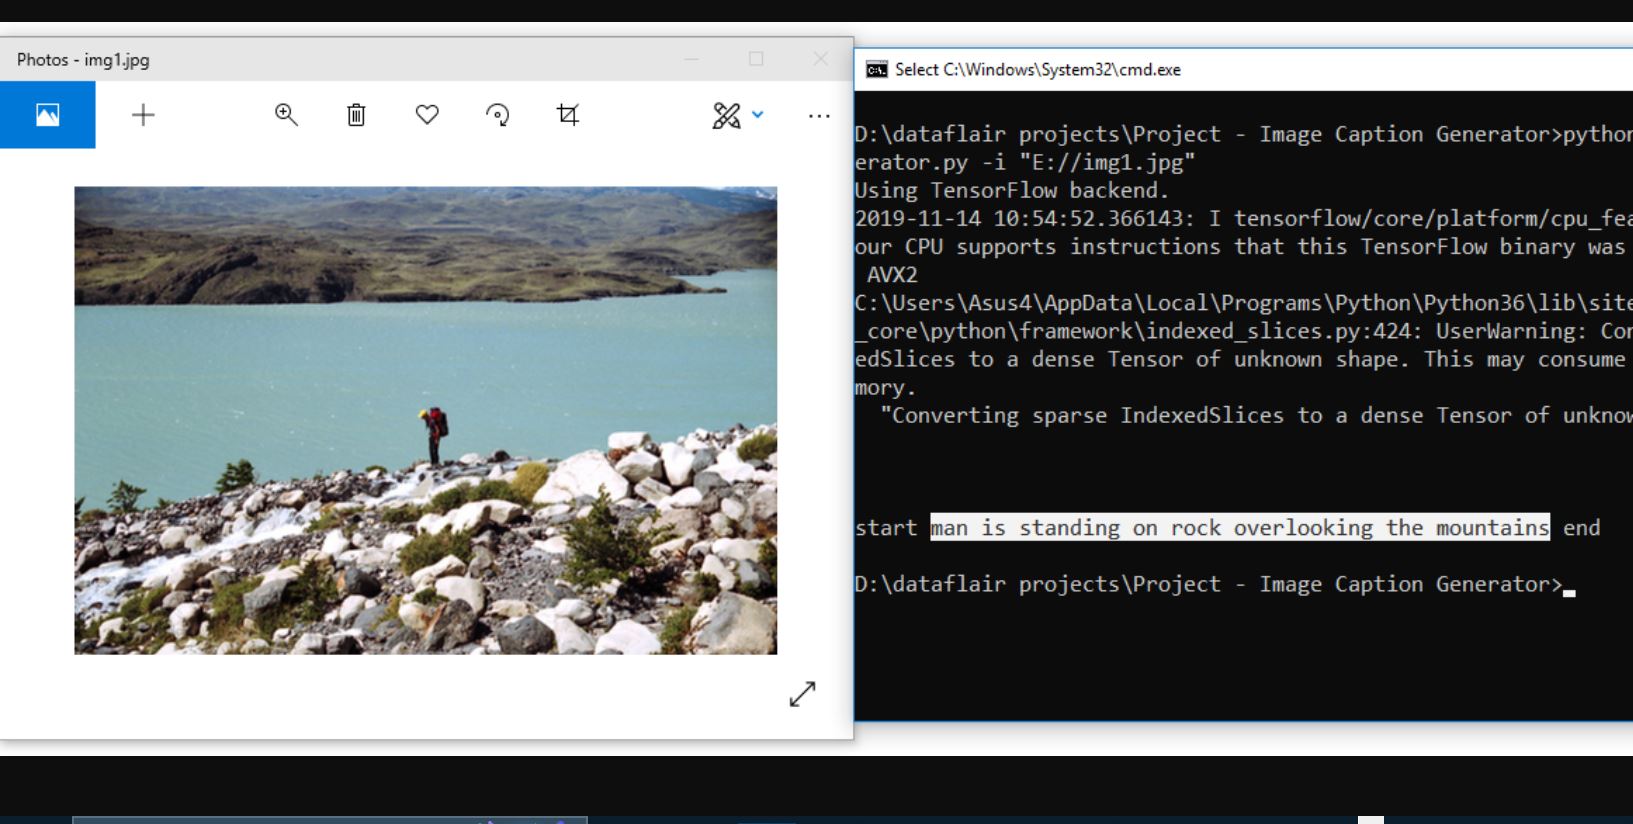 Photos - img1.jpg
Select C:\Windows\System32\cmd.exe
D:\dataflair projects\Project - Image Caption Generator>python
erator.py -i "E://img1.jpg"
Using TensorFlow backend.
2019-11-14 10:54:52.366143: I tensorflow/core/platform/cpu_fea
our CPU supports instructions that this TensorFlow binary was
AVX2
C:\Users\Asus4\AppData\Local\Programs\Python\Python36\lib\site
_core\python\framework\indexed_slices.py:424: UserWarning: Con
edSlices to a dense Tensor of unknown shape. This may consume
mory.
"Converting sparse IndexedSlices to a dense Tensor of unknow
start man is standing on rock overlooking the mountains end
D:\dataflair projects\Project - Image Caption Generator>